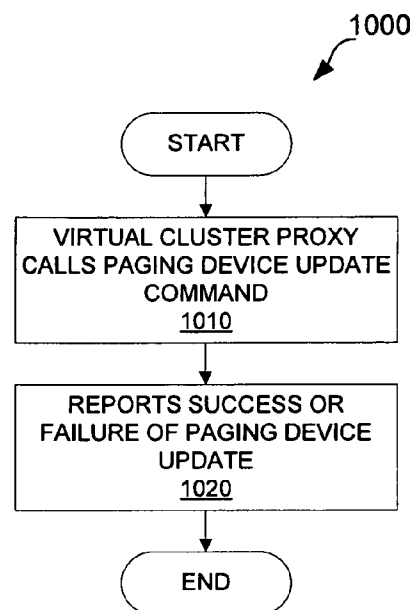 1000
START
VIRTUAL CLUSTER PROXY
CALLS PAGING DEVICE UPDATE
COMMAND
1010
REPORTS SUCCESS OR
FAILURE OF PAGING DEVICE
UPDATE
1020
END